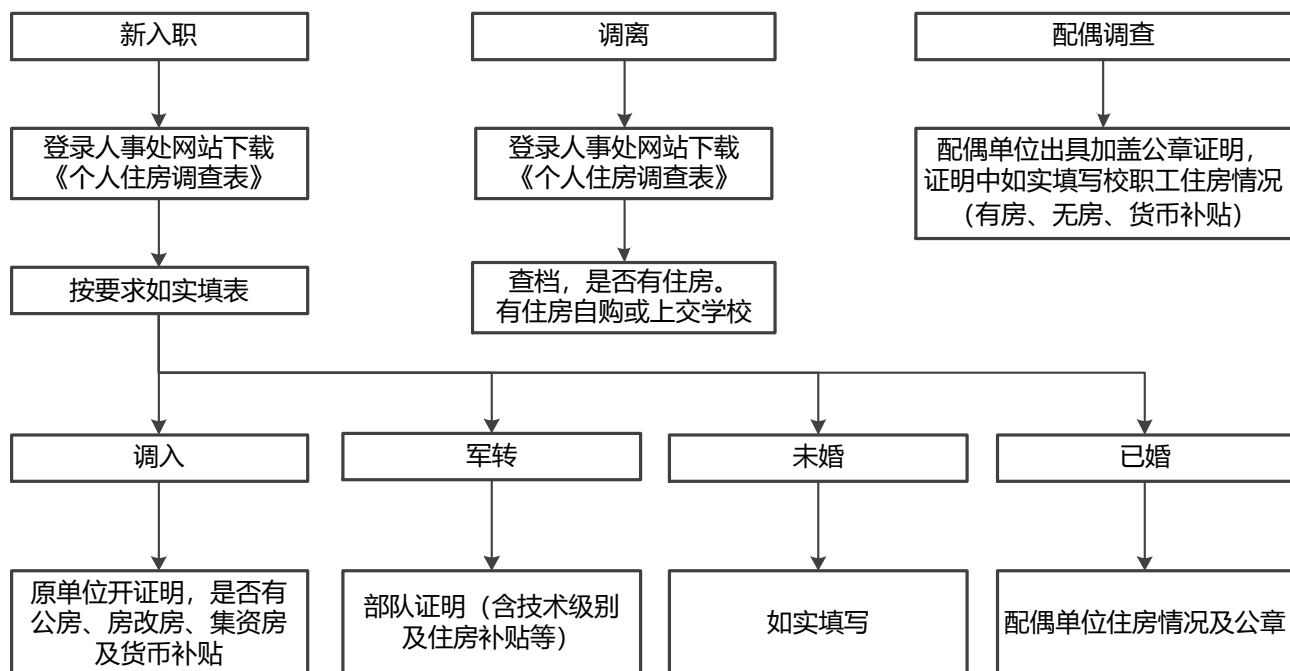 新入职
调离
配偶调查
登录人事处网站下载
《个人住房调查表》
登录人事处网站下载
《个人住房调查表》
配偶单位出具加盖公章证明，
证明中如实填写校职工住房情况
（有房、无房、货币补贴）
按要求如实填表
查档，是否有住房。
有住房自购或上交学校
调入
军转
未婚
已婚
原单位开证明，是否有
公房、房改房、集资房
及货币补贴
部队证明（含技术级别
及住房补贴等）
如实填写
配偶单位住房情况及公章